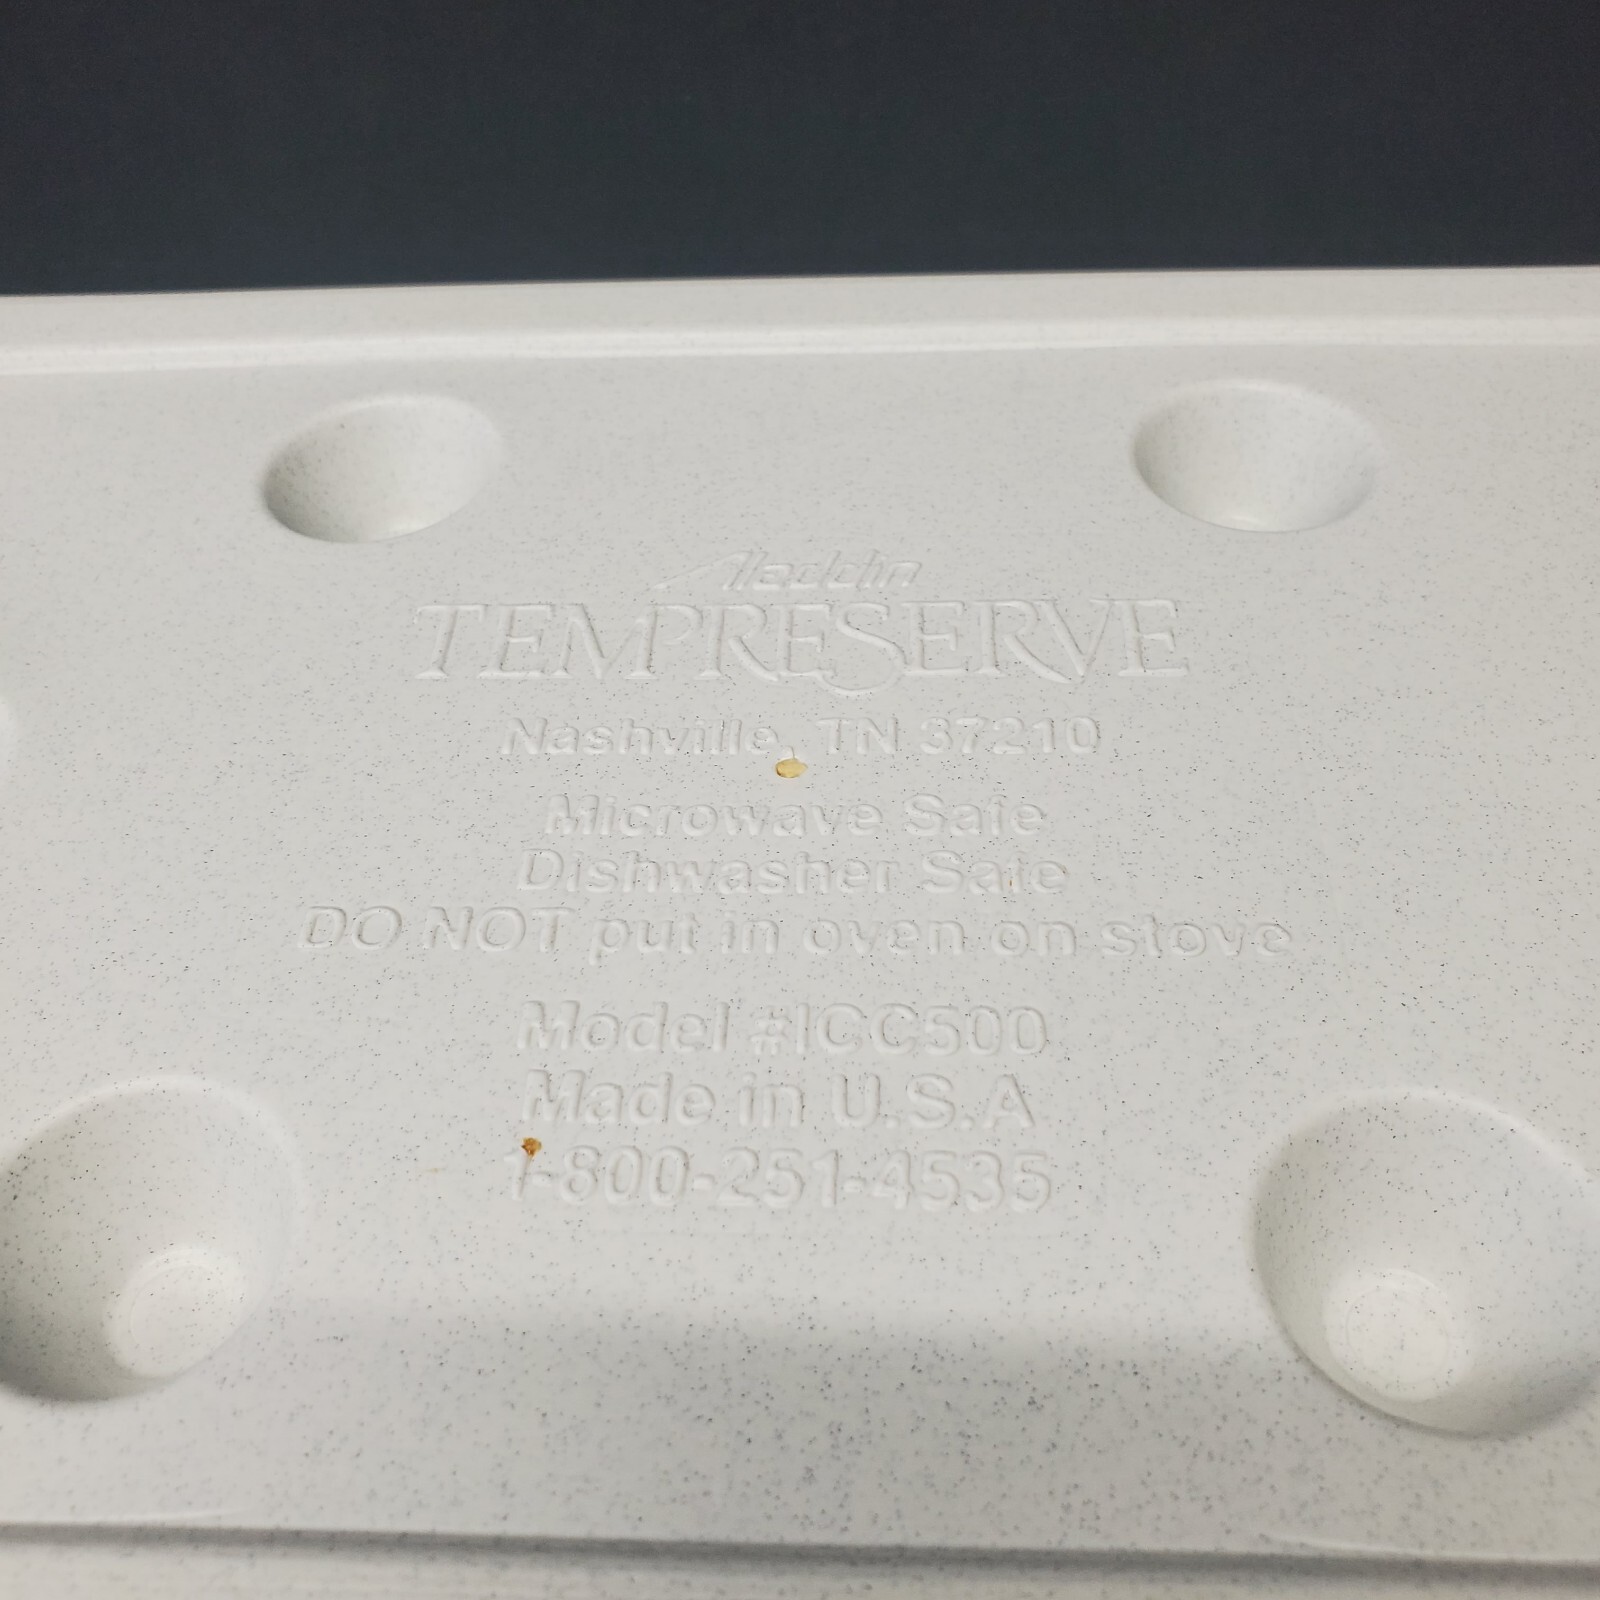 Aladdin
TEMPRESERVE
Nashville, TN 37210
Microwave Safe
Dishwasher Safe
DO NOT put in oven on stove
Model #ICC500
Made in U.S.A
1-800-251-4535